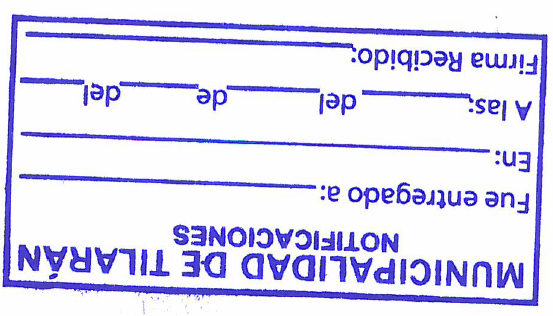 MUNICIPALIDAD DE TILARÁN
NOTIFICACIONES
Fue entregado a:
En:
A las: del de del
Firma Recibido: